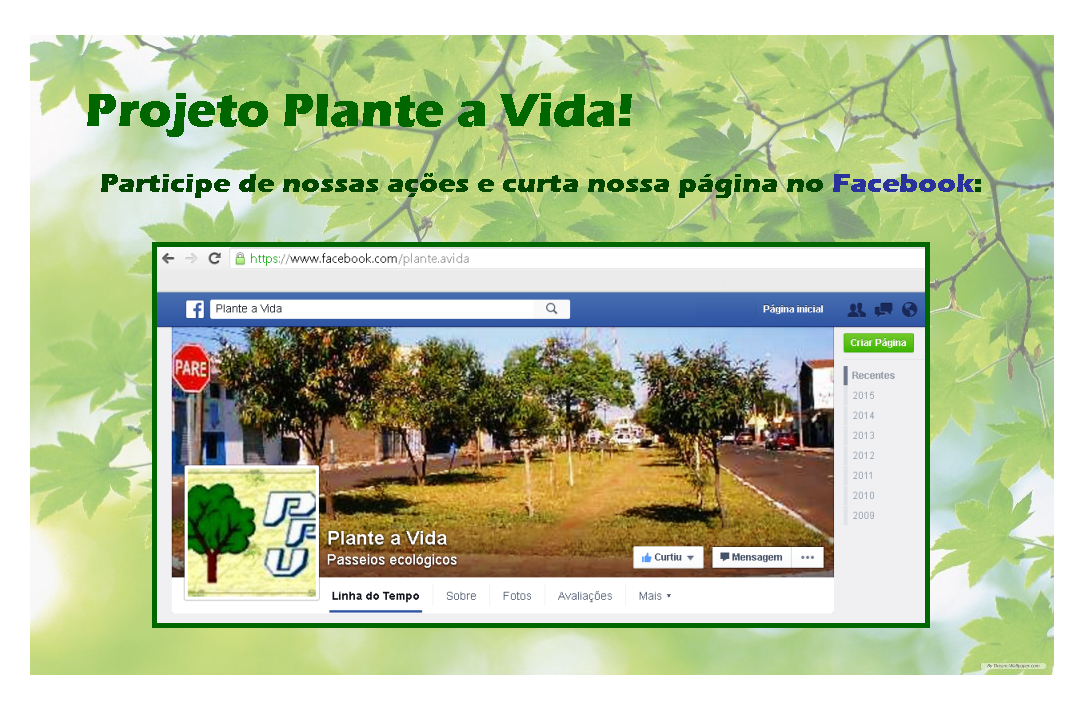 Projeto Plante a Vida!
Participe de nossas ações e curta nossa página no Facebook:
https://www.facebook.com/plante.avida
Plante a Vida
Página inicial
Criar Página
PARE
Recentes
2015
2014
2013
2012
2011
2010
2009
PFU
Plante a Vida
Passeios ecológicos
Curtiu
Mensagem
Linha do Tempo Sobre Fotos Avaliações Mais